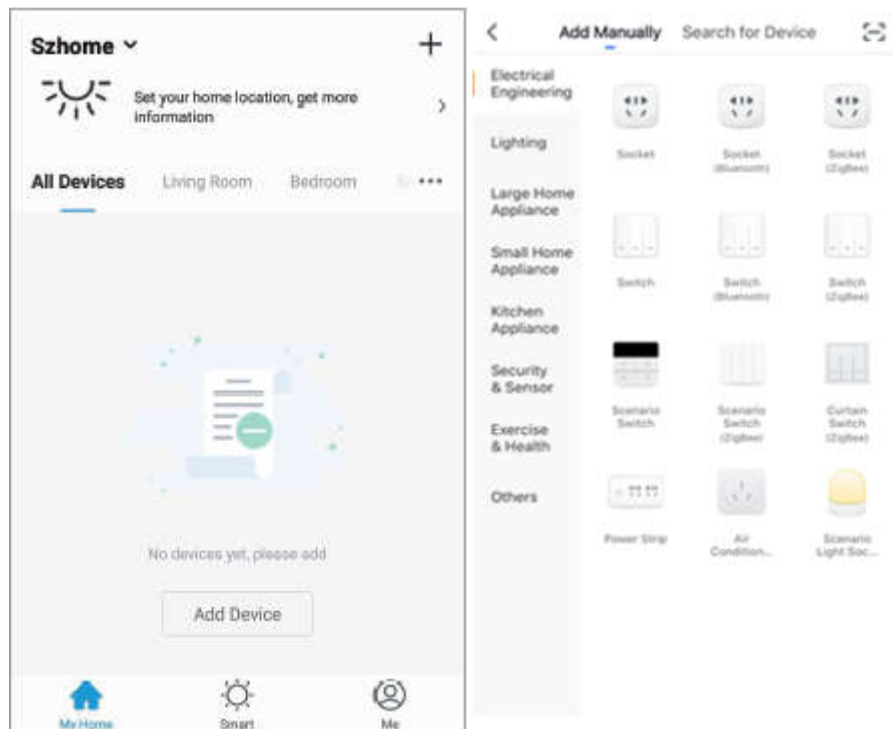 Szhome
+
Set your home location, get more
information
All Devices
Living Room
Bedroom
My Home
Smart
Me
No devices yet, please add
Add Device
Add Manually
Search for Device
Electrical
Engineering
Lighting
Large Home
Appliance
Small Home
Appliance
Kitchen
Appliance
Security
& Sensor
Exercise
& Health
Others
Socket
Socket
(Bluetooth)
Socket
(ZigBee)
Switch
Switch
(Bluetooth)
Switch
(ZigBee)
Scenario
Switch
Scenario
Switch
(ZigBee)
Curtain
Switch
(ZigBee)
Power Strip
Air
Condition...
Scenario
Light Soc...